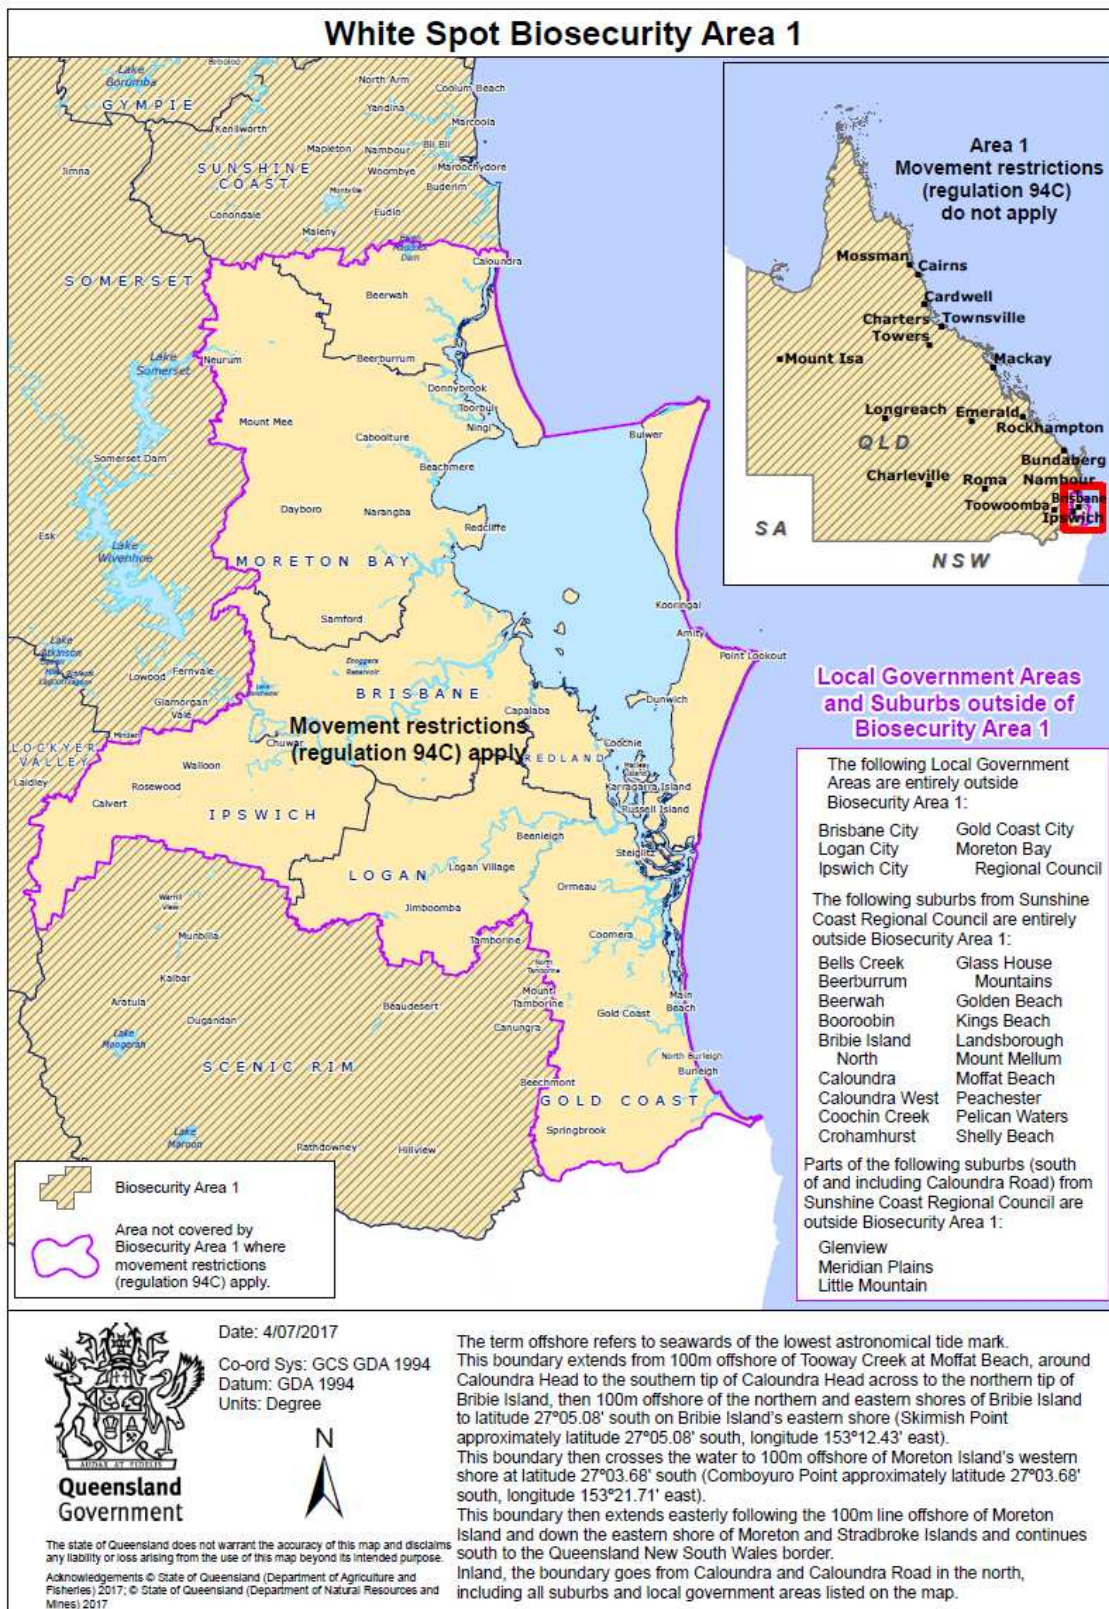 White Spot Biosecurity Area 1
Lake
Borumba
GYMPIE
North Arm
Coolum Beach
Yandina
Marcoola
Kenilworth
Bli Bli
Mapleton
Nambour
Maroochydore
Jimna
SUNSHINE
COAST
Woombye
Buderim
Montville
Eudlo
Conondale
Maleny
Dam
Caloundra
SOMERSET
Beerwah
Lake
Somerset
Neurum
Beerburrum
Donnybrook
Toorbul
Ningi
Mount Mee
Caboolture
Bulwer
Beachmere
Somerset Dam
Dayboro
Narangba
Redcliffe
Esk
Lake
Wivenhoe
MORETON BAY
Kooringal
Samford
Amity
Point Lookout
Lake
Atkinson
Enoggera
Reservoir
Fernvale
Lowood
BRISBANE
Dunwich
Glamorgan
Vale
Capalaba
Movement restrictions
(regulation 94C) apply
Minden
Chuwar
Coochie
LOCKYER
VALLEY
Walloon
REDLAND
Laidley
Rosewood
Karragarra Island
Calvert
Russell Island
IPSWICH
Beenleigh
Steiglitz
LOGAN
Logan Village
Ormeau
Warrill
View
Jimboomba
Munbilla
Tamborine
Coomera
Kalbar
North
Tamborine
Mount
Tamborine
Main
Beach
Aratula
Beaudesert
Gold Coast
Dugandan
Canungra
Lake
Moogerah
North Burleigh
Burleigh
SCENIC RIM
Beechmont
GOLD COAST
Lake
Maroon
Springbrook
Rathdowney
Hillview
Area 1
Movement restrictions
(regulation 94C)
do not apply
Mossman
Cairns
Cardwell
Charters
Towers
Townsville
Mount Isa
Mackay
Longreach
Emerald
Rockhampton
QLD
Bundaberg
Charleville
Roma
Nambour
Toowoomba
Brisbane
Ipswich
SA
NSW
Local Government Areas
and Suburbs outside of
Biosecurity Area 1
The following Local Government
Areas are entirely outside
Biosecurity Area 1:
Brisbane City
Logan City
Ipswich City
Gold Coast City
Moreton Bay
Regional Council
The following suburbs from Sunshine
Coast Regional Council are entirely
outside Biosecurity Area 1:
Bells Creek
Beerburrum
Beerwah
Booroobin
Bribie Island
North
Caloundra
Caloundra West
Coochin Creek
Crohamhurst
Glass House
Mountains
Golden Beach
Kings Beach
Landsborough
Mount Mellum
Moffat Beach
Peachester
Pelican Waters
Shelly Beach
Parts of the following suburbs (south
of and including Caloundra Road) from
Sunshine Coast Regional Council are
outside Biosecurity Area 1:
Glenview
Meridian Plains
Little Mountain
Biosecurity Area 1
Area not covered by
Biosecurity Area 1 where
movement restrictions
(regulation 94C) apply.
AUDAX AT FIDELIS
Queensland
Government
Date: 4/07/2017
Co-ord Sys: GCS GDA 1994
Datum: GDA 1994
Units: Degree
N
The state of Queensland does not warrant the accuracy of this map and disclaims
any liability or loss arising from the use of this map beyond its intended purpose.
Acknowledgements © State of Queensland (Department of Agriculture and
Fisheries) 2017; © State of Queensland (Department of Natural Resources and
Mines) 2017
The term offshore refers to seawards of the lowest astronomical tide mark.
This boundary extends from 100m offshore of Tooway Creek at Moffat Beach, around
Caloundra Head to the southern tip of Caloundra Head across to the northern tip of
Bribie Island, then 100m offshore of the northern and eastern shores of Bribie Island
to latitude 27º05.08' south on Bribie Island's eastern shore (Skirmish Point
approximately latitude 27º05.08' south, longitude 153º12.43' east).
This boundary then crosses the water to 100m offshore of Moreton Island's western
shore at latitude 27º03.68' south (Comboyuro Point approximately latitude 27º03.68'
south, longitude 153º21.71' east).
This boundary then extends easterly following the 100m line offshore of Moreton
Island and down the eastern shore of Moreton and Stradbroke Islands and continues
south to the Queensland New South Wales border.
Inland, the boundary goes from Caloundra and Caloundra Road in the north,
including all suburbs and local government areas listed on the map.